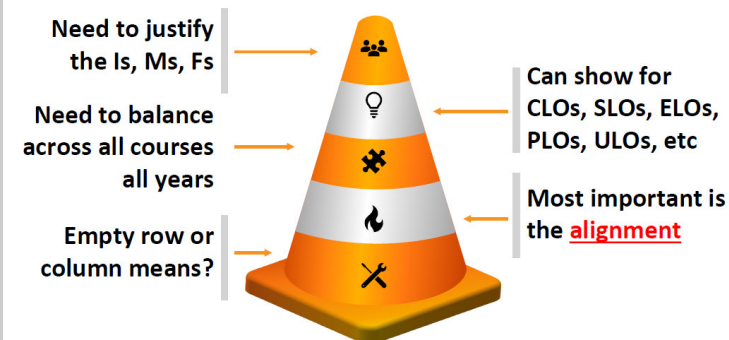 Need to justify
the Is, Ms, Fs
Can show for
CLOs, SLOs, ELOs,
PLOs, ULOs, etc
Need to balance
across all courses
all years
Most important is
the alignment
Empty row or
column means?